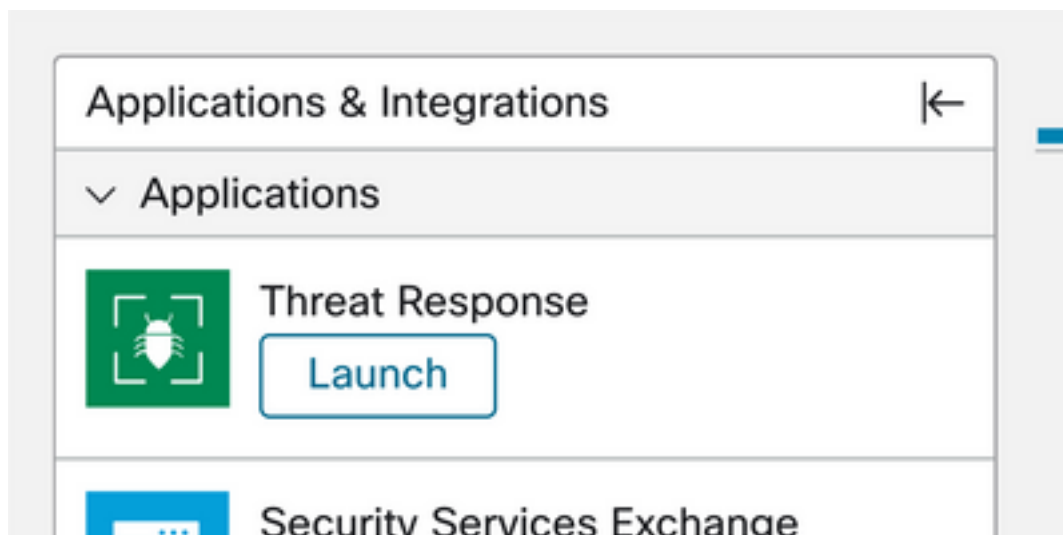 Applications & Integrations
Applications
Threat Response
Launch
Security Services Exchange